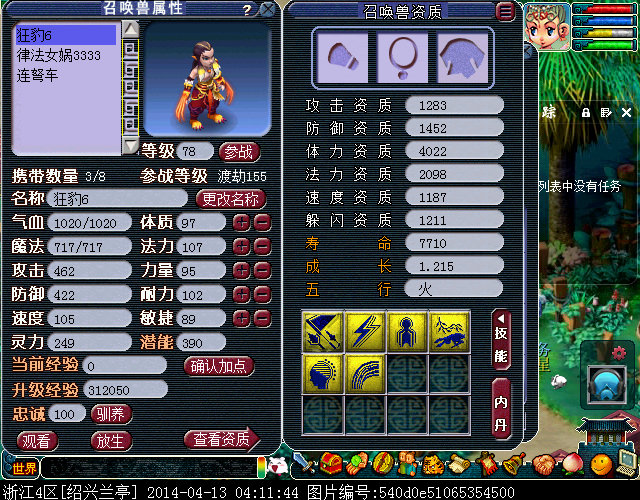 召唤兽属性
?
狂豹6
律法女娲3333
连弩车
等级 78 参战
携带数量 3/8 参战等级 渡劫155
名称 狂豹6 更改名称
气血 1020/1020 体质 97
魔法 717/717 法力 107
攻击 462 力量 95
防御 422 耐力 102
速度 105 敏捷 89
灵力 249 潜能 390
当前经验 0 确认加点
升级经验 312050
忠诚 100 驯养
观看 放生 查看资质
召唤兽资质
攻击资质 1283
防御资质 1452
体力资质 4022
法力资质 2098
速度资质 1187
躲闪资质 1211
寿命 7710
成长 1.215
五行 火
技能
内丹
踪
列表中没有任务
世界
浙江4区[绍兴兰亭] 2014-04-13 04:11:44 图片编号:540d0e51065354500